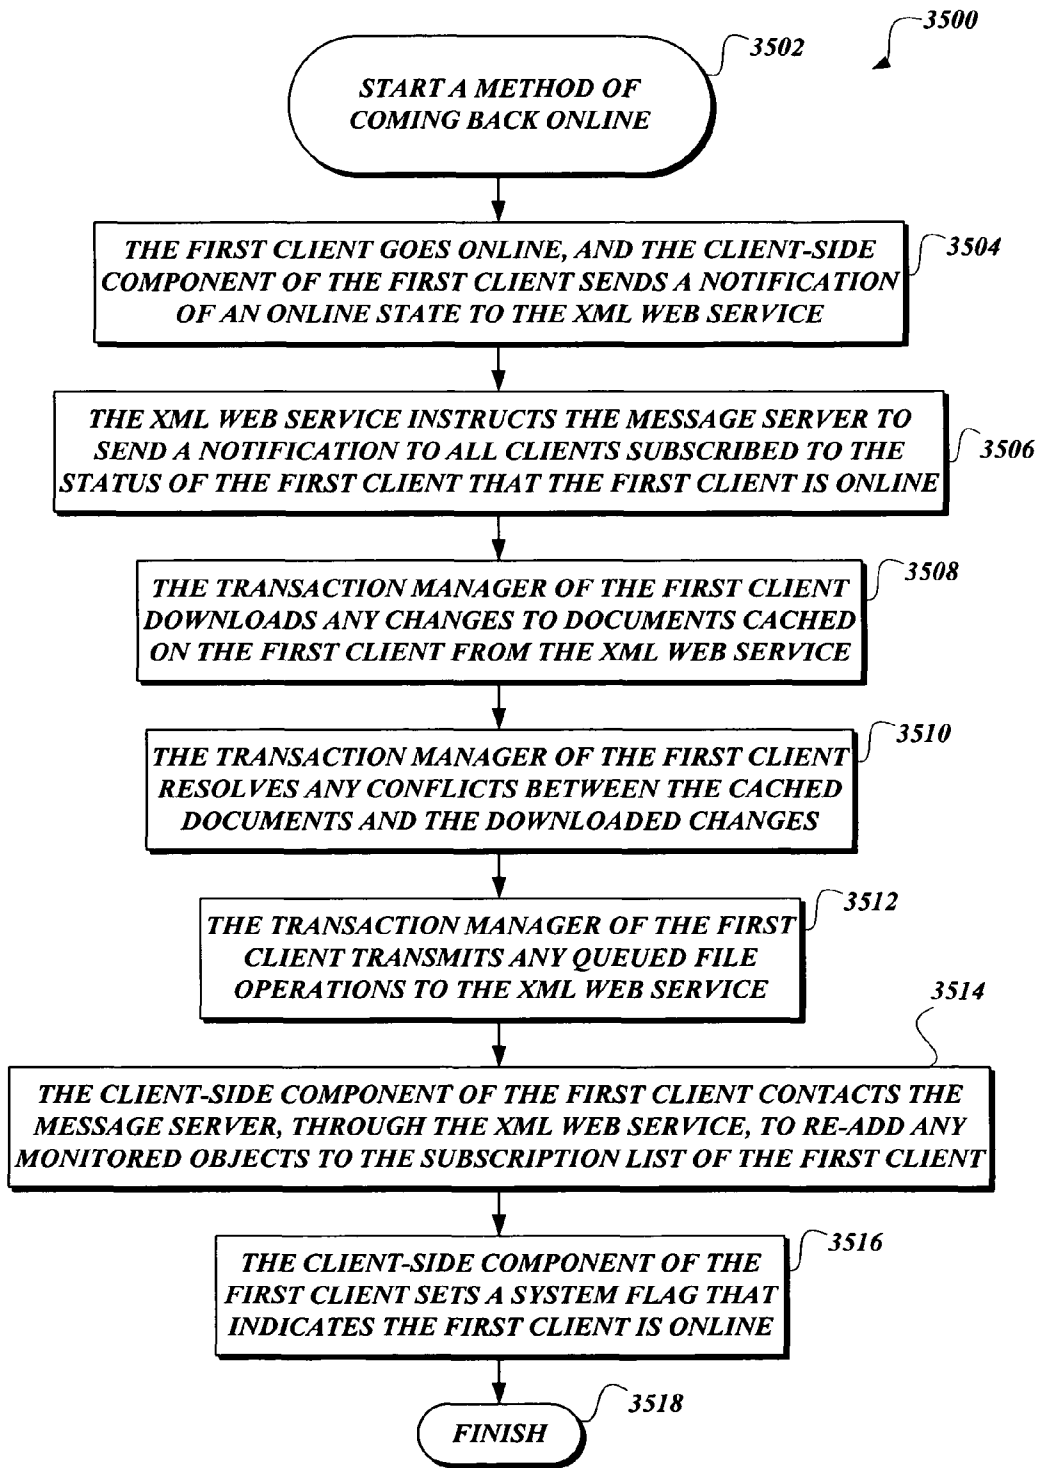 3500
3502
START A METHOD OF
COMING BACK ONLINE
3504
THE FIRST CLIENT GOES ONLINE, AND THE CLIENT-SIDE
COMPONENT OF THE FIRST CLIENT SENDS A NOTIFICATION
OF AN ONLINE STATE TO THE XML WEB SERVICE
3506
THE XML WEB SERVICE INSTRUCTS THE MESSAGE SERVER TO
SEND A NOTIFICATION TO ALL CLIENTS SUBSCRIBED TO THE
STATUS OF THE FIRST CLIENT THAT THE FIRST CLIENT IS ONLINE
3508
THE TRANSACTION MANAGER OF THE FIRST CLIENT
DOWNLOADS ANY CHANGES TO DOCUMENTS CACHED
ON THE FIRST CLIENT FROM THE XML WEB SERVICE
3510
THE TRANSACTION MANAGER OF THE FIRST CLIENT
RESOLVES ANY CONFLICTS BETWEEN THE CACHED
DOCUMENTS AND THE DOWNLOADED CHANGES
3512
THE TRANSACTION MANAGER OF THE FIRST
CLIENT TRANSMITS ANY QUEUED FILE
OPERATIONS TO THE XML WEB SERVICE
3514
THE CLIENT-SIDE COMPONENT OF THE FIRST CLIENT CONTACTS THE
MESSAGE SERVER, THROUGH THE XML WEB SERVICE, TO RE-ADD ANY
MONITORED OBJECTS TO THE SUBSCRIPTION LIST OF THE FIRST CLIENT
3516
THE CLIENT-SIDE COMPONENT OF THE
FIRST CLIENT SETS A SYSTEM FLAG THAT
INDICATES THE FIRST CLIENT IS ONLINE
3518
FINISH